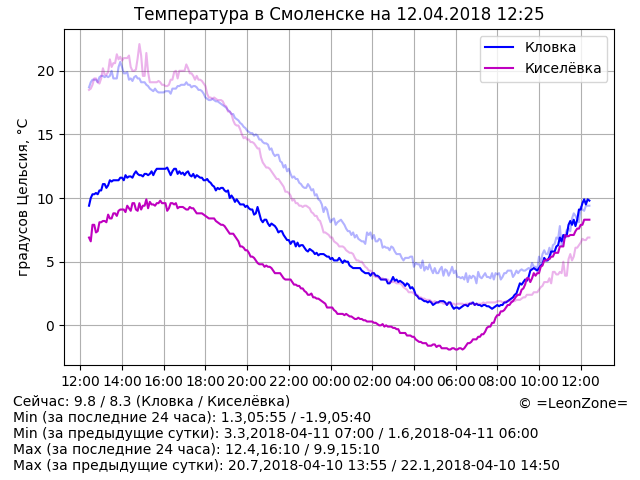 Температура в Смоленске на 12.04.2018 12:25
Кловка
Киселёвка
градусов Цельсия, °C
20
15
10
5
0
12:00 14:00 16:00 18:00 20:00 22:00 00:00 02:00 04:00 06:00 08:00 10:00 12:00
Сейчас: 9.8 / 8.3 (Кловка / Киселёвка)
© =LeonZone=
Min (за последние 24 часа): 1.3,05:55 / -1.9,05:40
Min (за предыдущие сутки): 3.3,2018-04-11 07:00 / 1.6,2018-04-11 06:00
Max (за последние 24 часа): 12.4,16:10 / 9.9,15:10
Max (за предыдущие сутки): 20.7,2018-04-10 13:55 / 22.1,2018-04-10 14:50